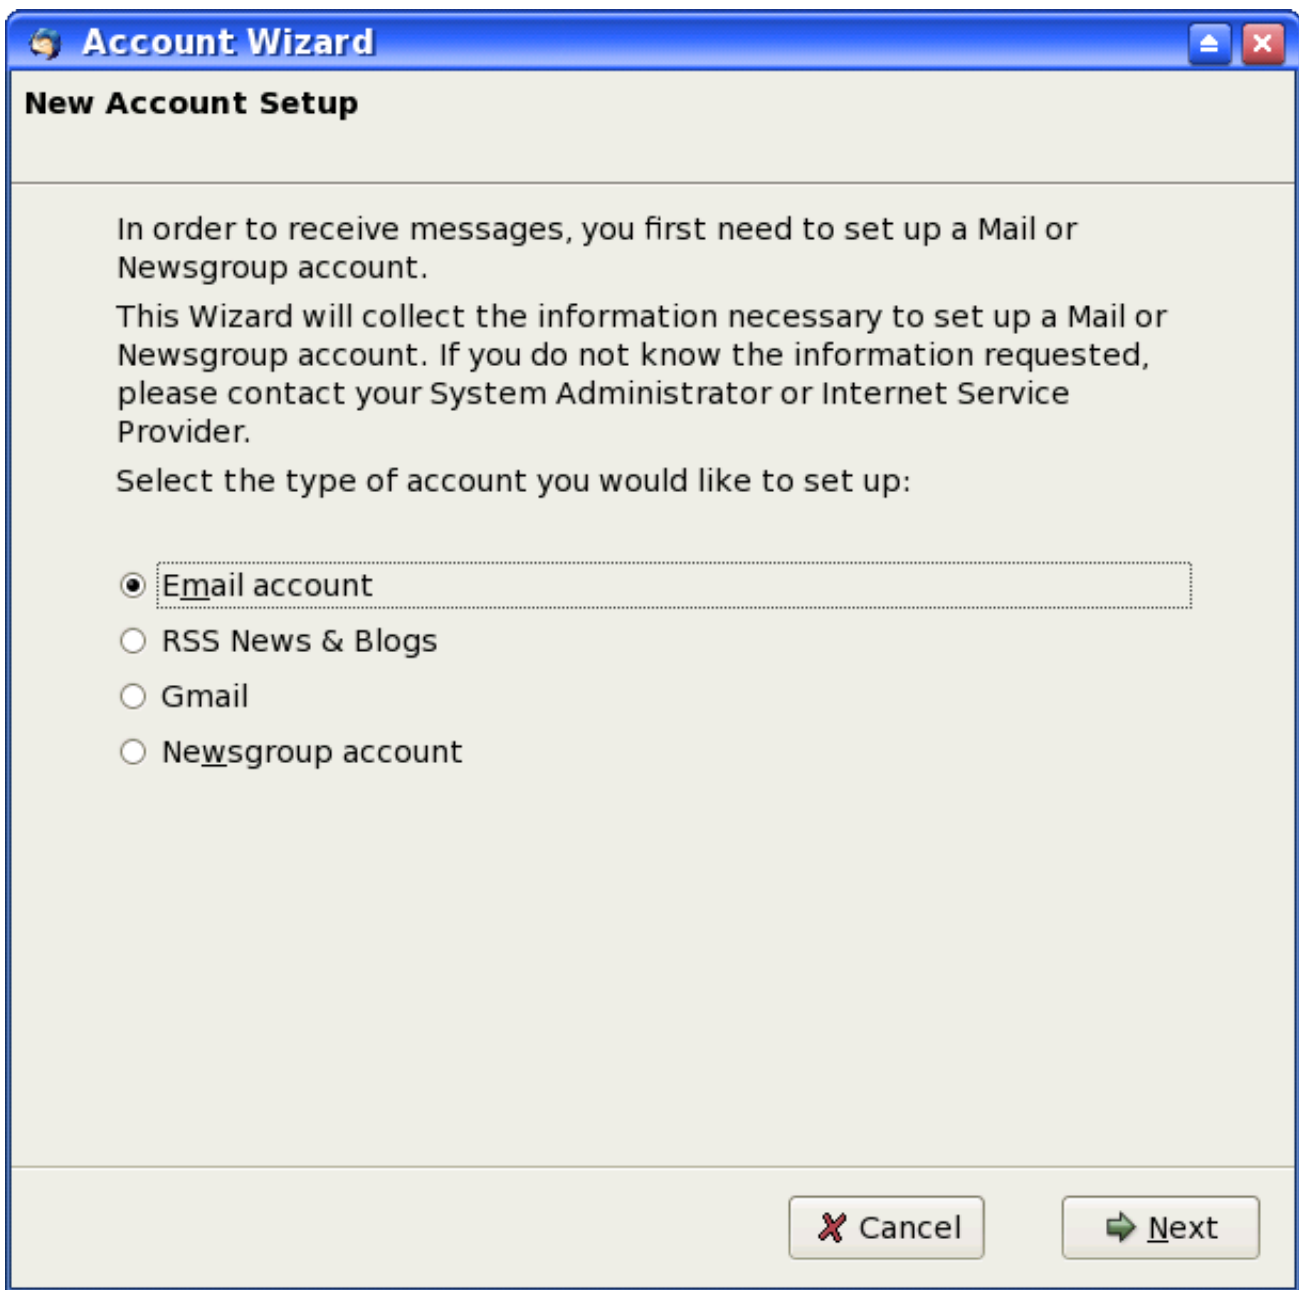 Account Wizard
New Account Setup
In order to receive messages, you first need to set up a Mail or
Newsgroup account.
This Wizard will collect the information necessary to set up a Mail or
Newsgroup account. If you do not know the information requested,
please contact your System Administrator or Internet Service
Provider.
Select the type of account you would like to set up:
Email account
RSS News & Blogs
Gmail
Newsgroup account
Cancel
Next